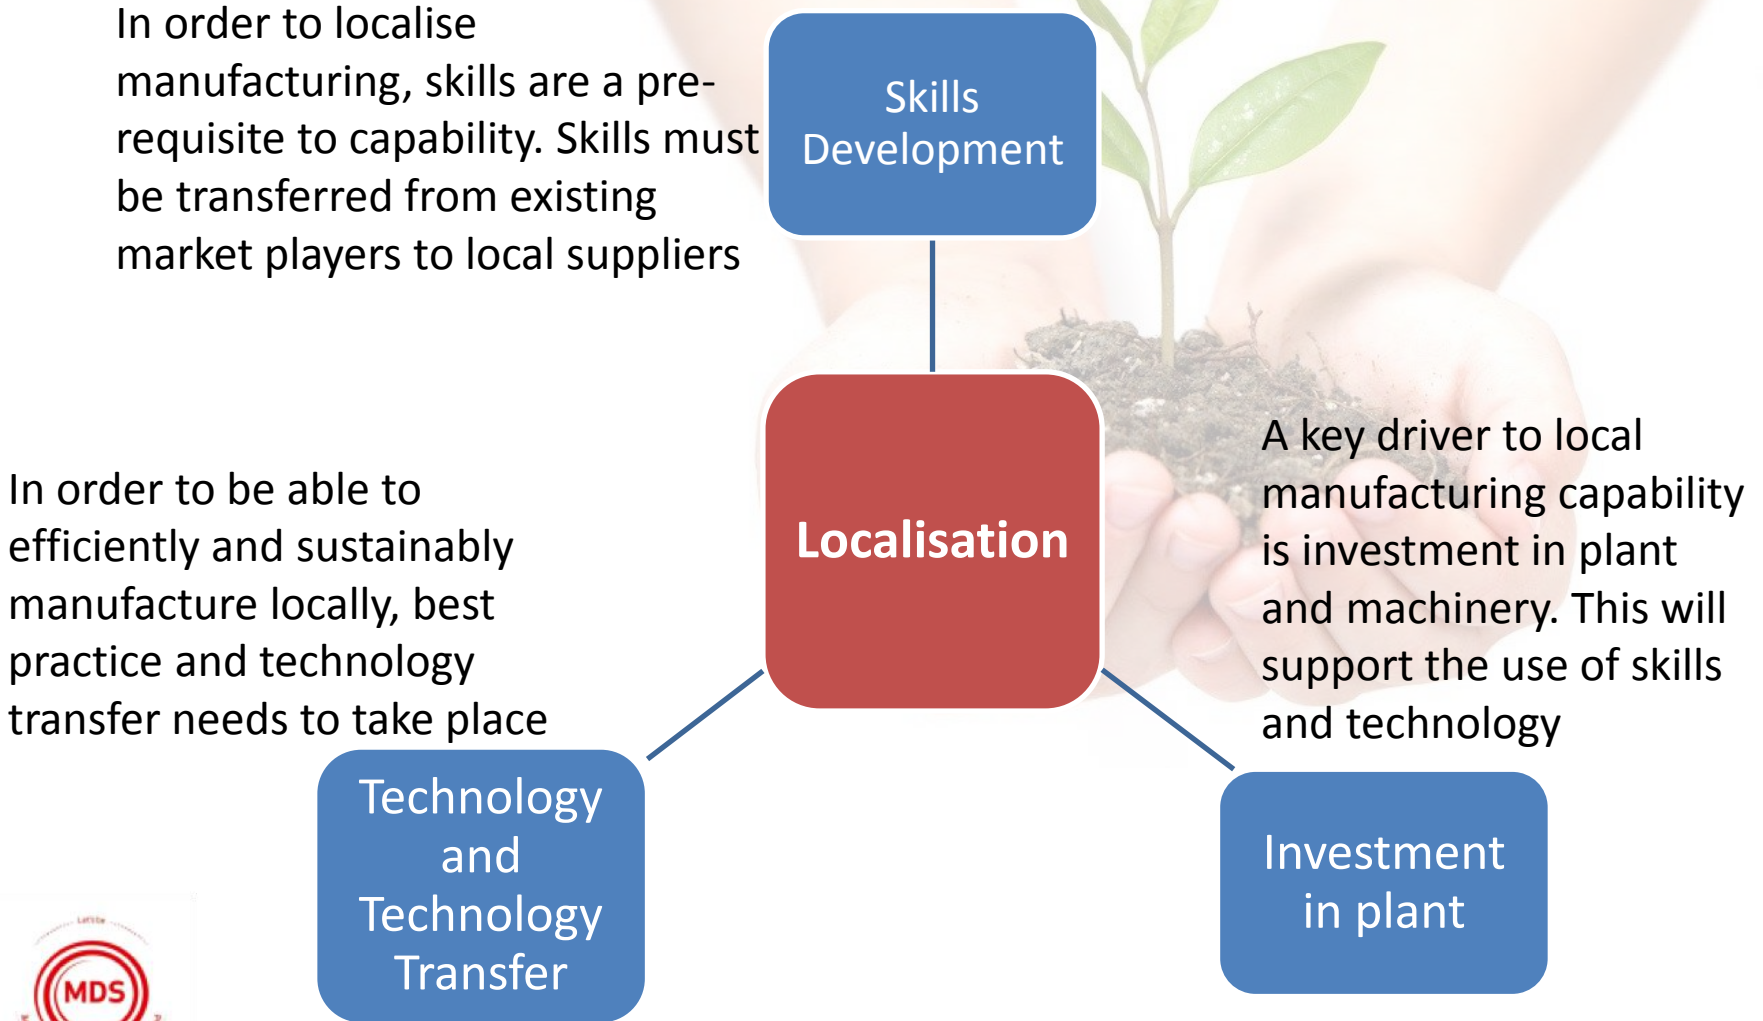 In order to localise
manufacturing, skills are a pre-
requisite to capability. Skills must
be transferred from existing
market players to local suppliers
Skills
Development
Localisation
In order to be able to
efficiently and sustainably
manufacture locally, best
practice and technology
transfer needs to take place
A key driver to local
manufacturing capability
is investment in plant
and machinery. This will
support the use of skills
and technology
Technology
and
Technology
Transfer
Investment
in plant
MDS